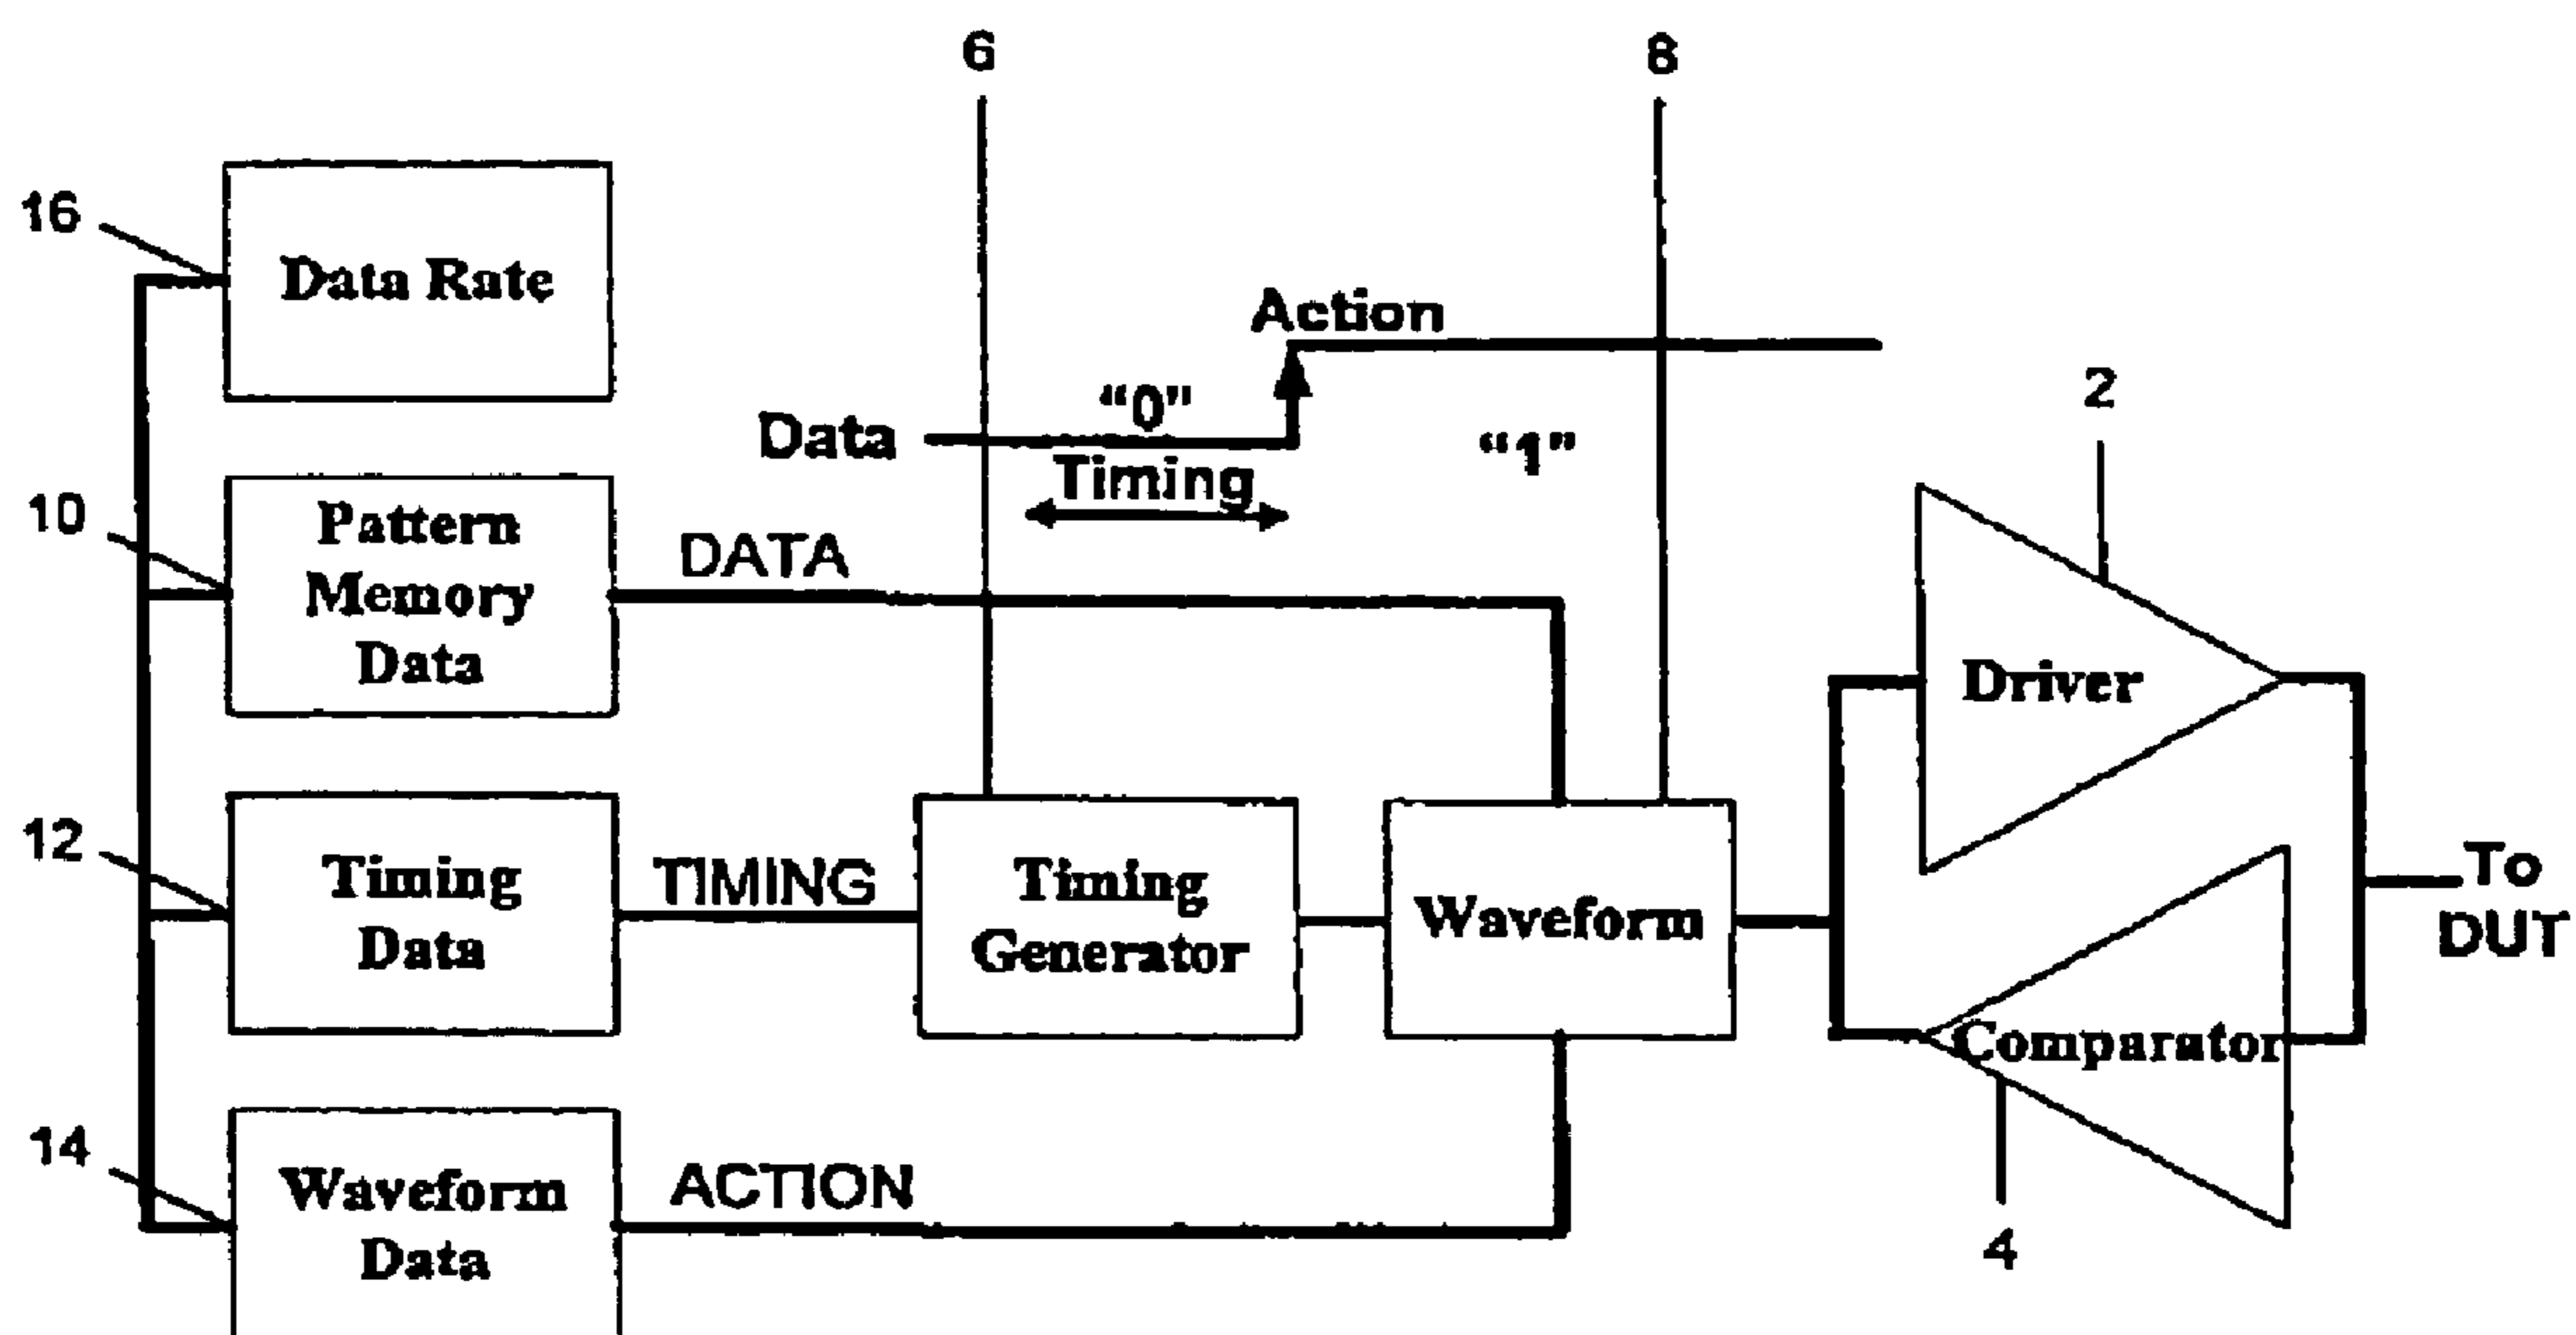 6
8
16
Data Rate
Action
2
"0"
Data
"1"
Timing
10
Pattern
Memory
Data
DATA
Driver
12
Timing
Data
TIMING
Timing
Generator
Waveform
To
DUT
Comparator
14
Waveform
Data
ACTION
4